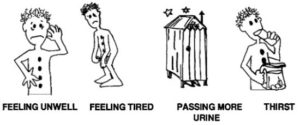 FEELING UNWELL
FEELING TIRED
PASSING MORE
URINE
THIRST